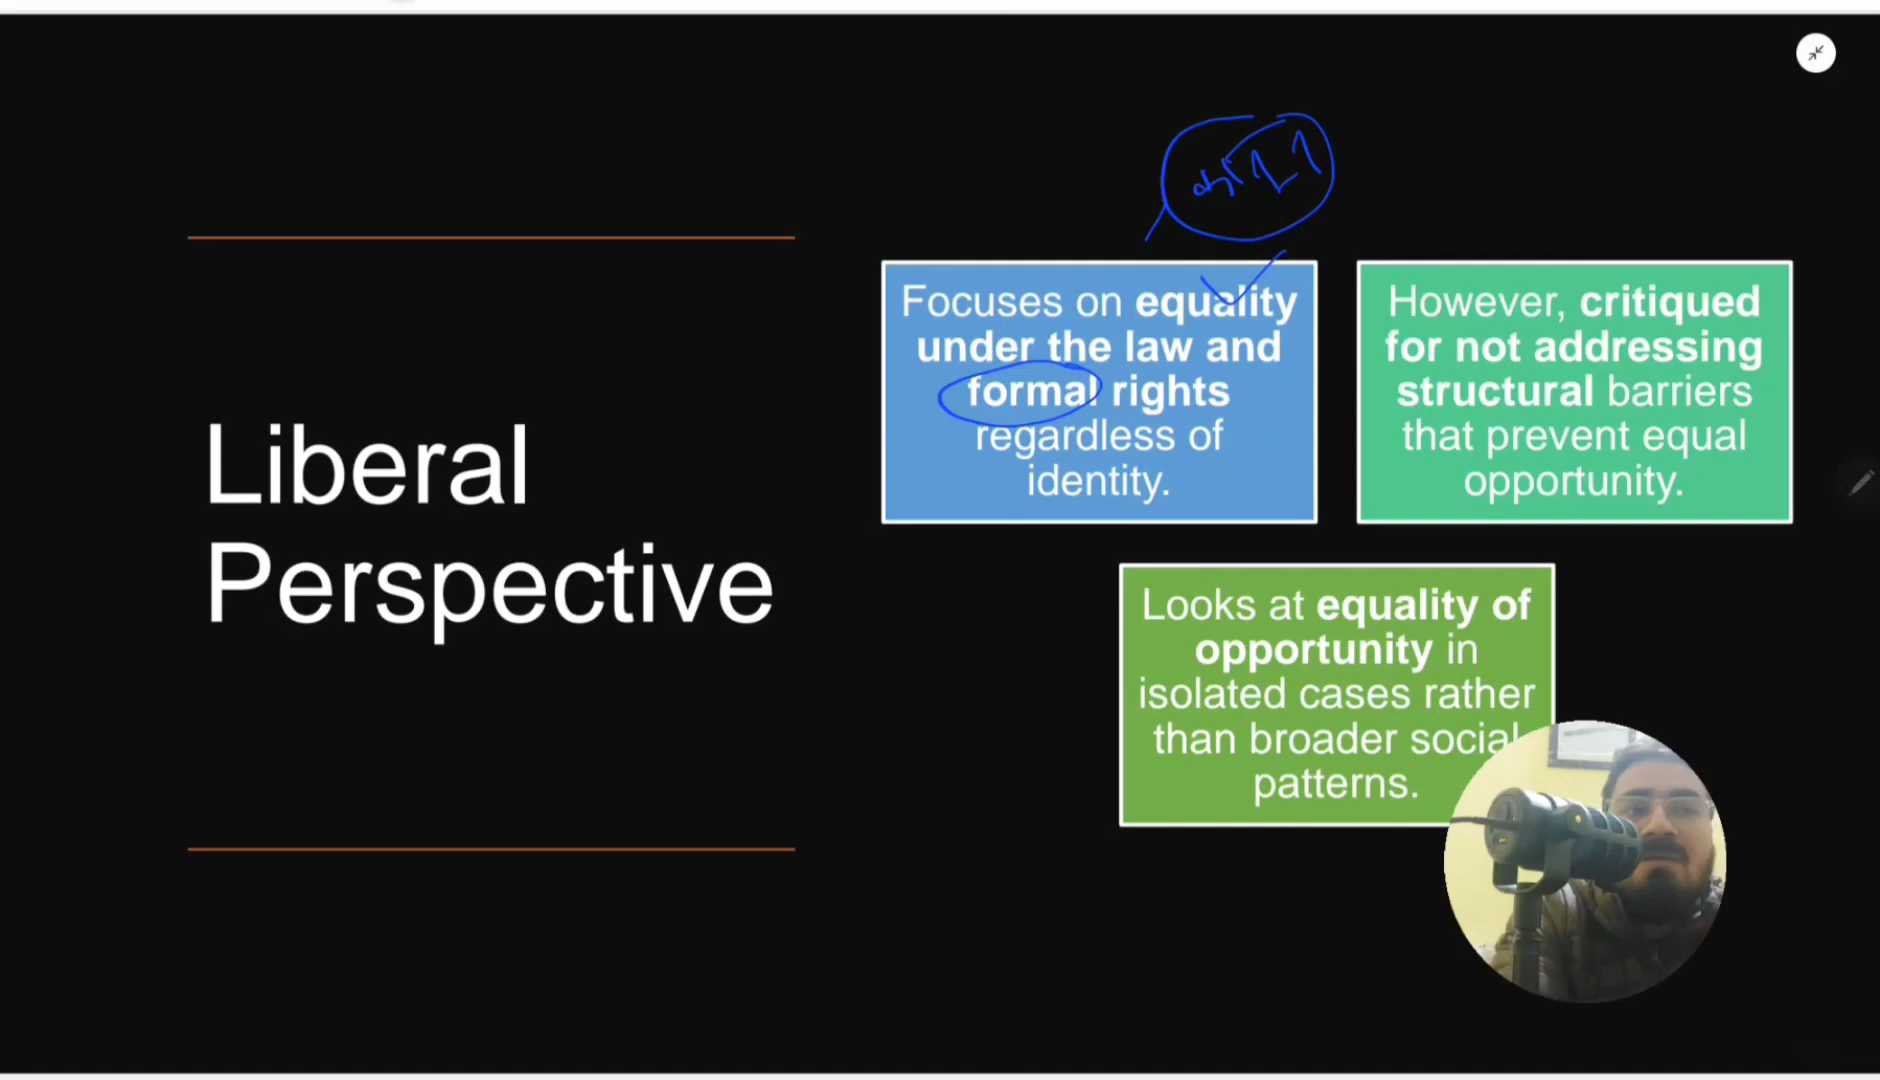 Liberal
Perspective
Focuses on equality
under the law and
formal rights
regardless of
identity.
However, critiqued
for not addressing
structural barriers
that prevent equal
opportunity.
Looks at equality of
opportunity in
isolated cases rather
than broader social
patterns.